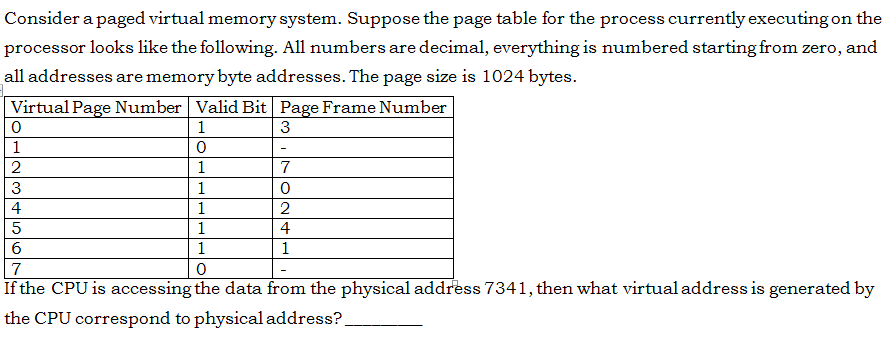 Consider a paged virtual memory system. Suppose the page table for the process currently executing on the
processor looks like the following. All numbers are decimal, everything is numbered starting from zero, and
all addresses are memory byte addresses. The page size is 1024 bytes.
Virtual Page Number Valid Bit Page Frame Number
0 1 3
1 0 -
2 1 7
3 1 0
4 1 2
5 1 4
6 1 1
7 0 -
If the CPU is accessing the data from the physical address 7341, then what virtual address is generated by
the CPU correspond to physical address? _________